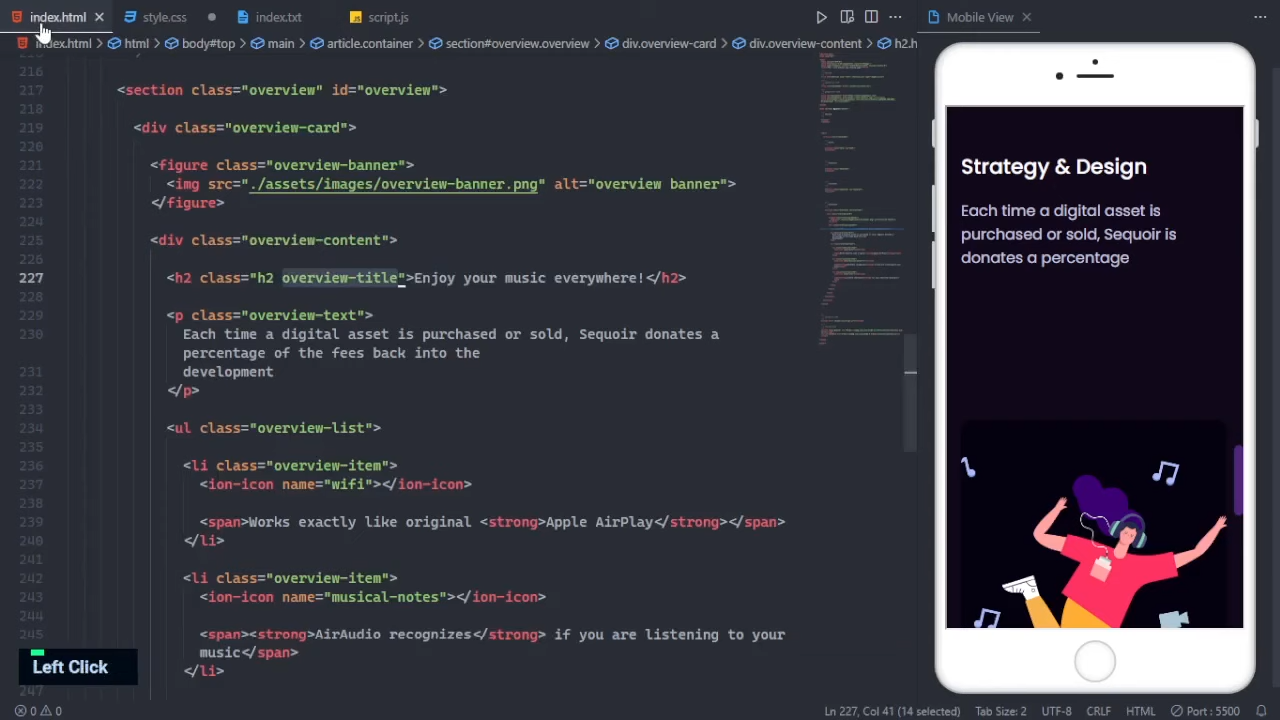 index.html
style.css
index.txt
script.js
Mobile View
index.html > html > body#top > main > article.container > section#overview.overview > div.overview-card > div.overview-content > h2.h
216
217 <section class="overview" id="overview">
218
219 <div class="overview-card">
220
221 <figure class="overview-banner">
222 <img src="./assets/images/overview-banner.png" alt="overview banner">
223 </figure>
224
225 <div class="overview-content">
226
227 <h2 class="h2 overview-title">Enjoy your music everywhere!</h2>
228
229 <p class="overview-text">
230 Each time a digital asset is purchased or sold, Sequoir donates a
percentage of the fees back into the
231 development
232 </p>
233
234 <ul class="overview-list">
235
236 <li class="overview-item">
237 <ion-icon name="wifi"></ion-icon>
238
239 <span>Works exactly like original <strong>Apple AirPlay</strong></span>
240 </li>
241
242 <li class="overview-item">
243 <ion-icon name="musical-notes"></ion-icon>
244
245 <span><strong>AirAudio recognizes</strong> if you are listening to your
music</span>
</li>
247
Left Click
Strategy & Design
Each time a digital asset is
purchased or sold, Sequoir is
donates a percentage
0 0
Ln 227, Col 41 (14 selected)
Tab Size: 2
UTF-8
CRLF
HTML
Port : 5500